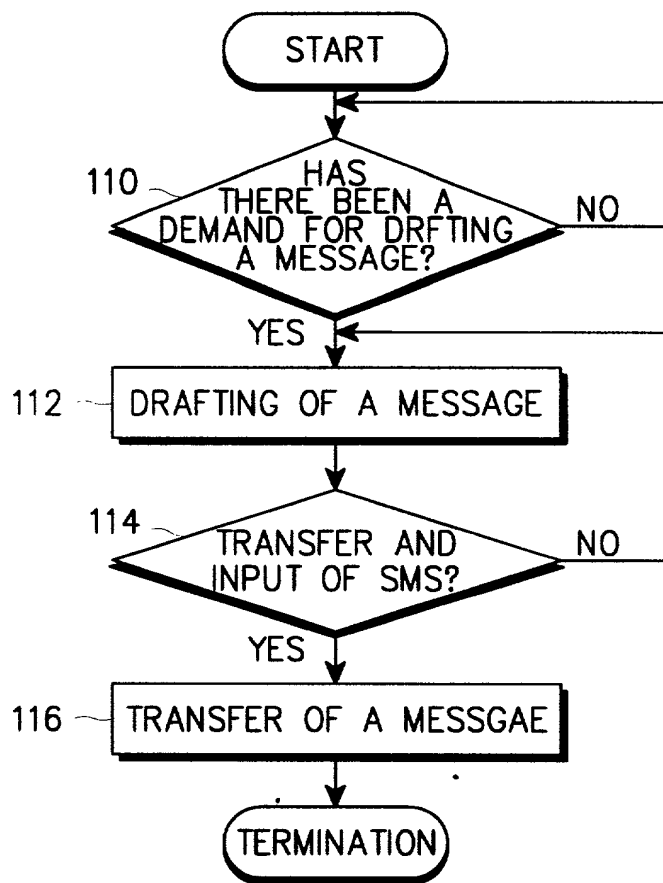 START
110
HAS
THERE BEEN A
DEMAND FOR DRFTING
A MESSAGE?
NO
YES
112
DRAFTING OF A MESSAGE
114
TRANSFER AND
INPUT OF SMS?
NO
YES
116
TRANSFER OF A MESSGAE
TERMINATION